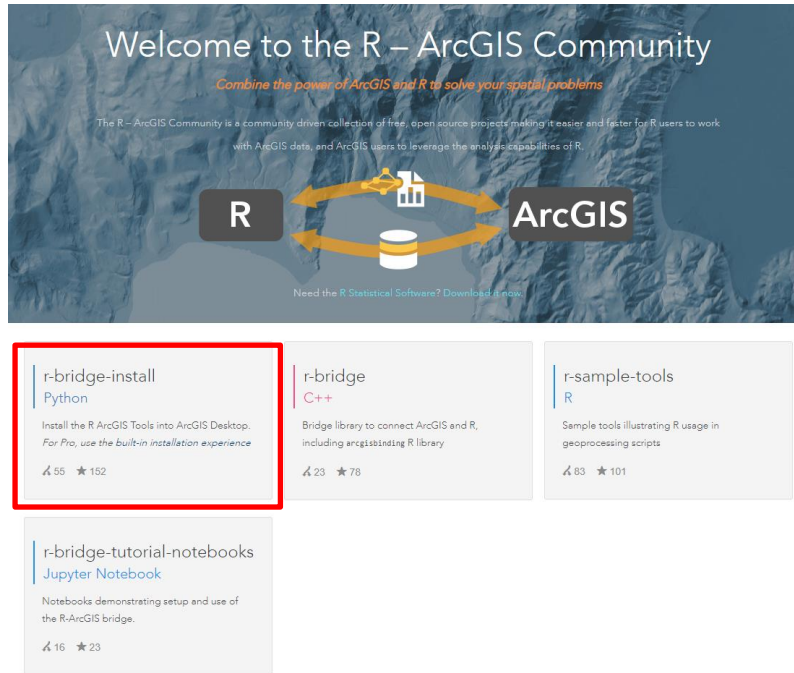 Welcome to the R – ArcGIS Community
Combine the power of ArcGIS and R to solve your spatial problems
The R – ArcGIS Community is a community driven collection of free, open source projects making it easier and faster for R users to work
with ArcGIS data, and ArcGIS users to leverage the analysis capabilities of R.
R
ArcGIS
Need the R Statistical Software? Download it now.
r-bridge-install
Python
Install the R ArcGIS Tools into ArcGIS Desktop.
For Pro, use the built-in installation experience
55 152
r-bridge
C++
Bridge library to connect ArcGIS and R,
including arcgisbinding R library
23 78
r-sample-tools
R
Sample tools illustrating R usage in
geoprocessing scripts
83 101
r-bridge-tutorial-notebooks
Jupyter Notebook
Notebooks demonstrating setup and use of
the R-ArcGIS bridge.
16 23